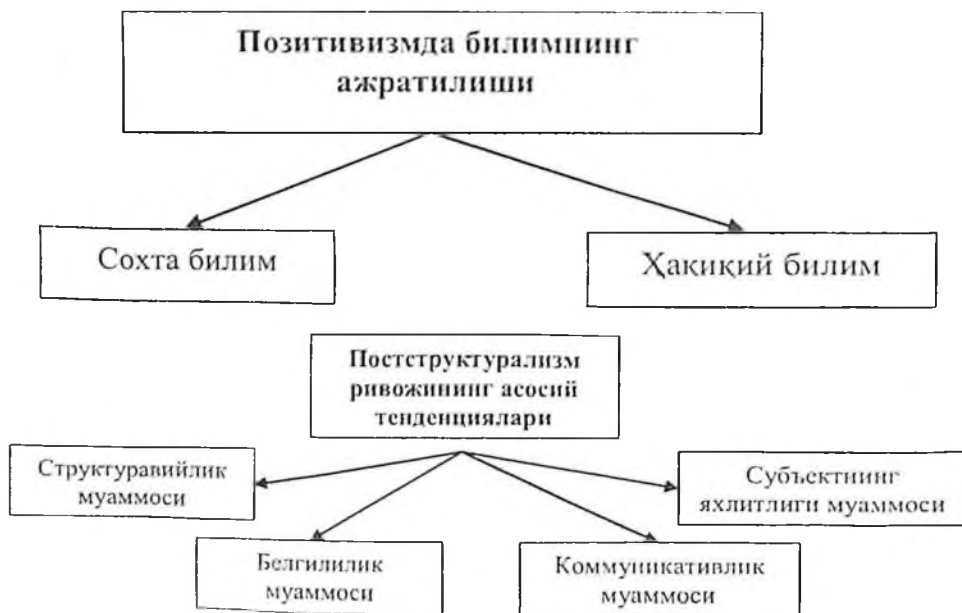 Позитивизмда билимнинг
ажратилиши
Сохта билим
Ҳакиқий билим
Постструктурализм
ривожининг асосий
тенденциялари
Структуравийлик
муаммоси
Субъектнинг
яхлитлиги муаммоси
Белгилилик
муаммоси
Коммуникативлик
муаммоси